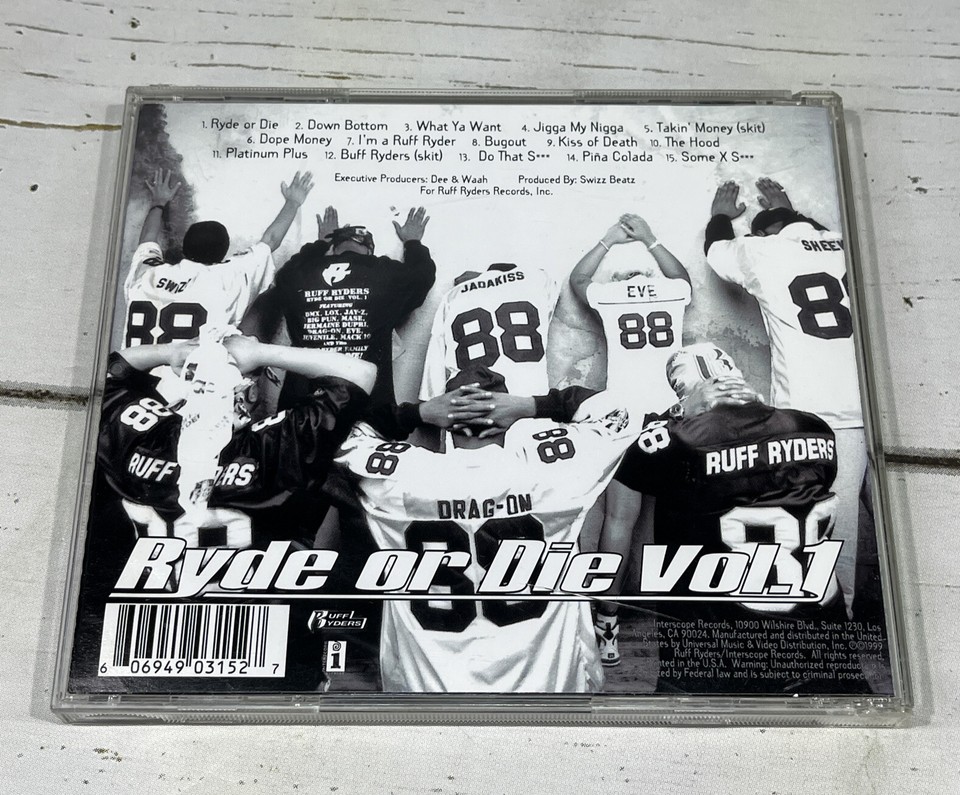 1. Ryde or Die 2. Down Bottom 3. What Ya Want 4. Jigga My Nigga 5. Takin' Money (skit)
6. Dope Money 7. I'm a Ruff Ryder 8. Bugout 9. Kiss of Death 10. The Hood
11. Platinum Plus 12. Buff Ryders (skit) 13. Do That S*** 14. Piña Colada 15. Some X S***
Executive Producers: Dee & Waah Produced By: Swizz Beatz
For Ruff Ryders Records, Inc.
88
RUFF RYDERS
RYDE OR DIE VOL. 1
FEATURING
DMX, LOX, JAY-Z,
BIG PUN, MASE,
JERMAINE DUPRI,
DRAG-ON, EVE,
JUVENILE, MACK 10
JADAKISS
88
EVE
88
88
RUFF
88
88
DRAG-ON
88
RUFF RYDERS
Ryde or Die Vol.1
6 06949 03152 7
RUFF RYDERS
i
Interscope Records, 10900 Wilshire Blvd., Suite 1230, Los
Angeles, CA. 90024. Manufactured and distributed in the United
by Universal Music & Video Distribution, Inc. ©℗1999
Ruff Ryders/Interscope Records. All rights reserved.
in the U.S.A. Warning: Unauthorized
by Federal law and is subject to criminal